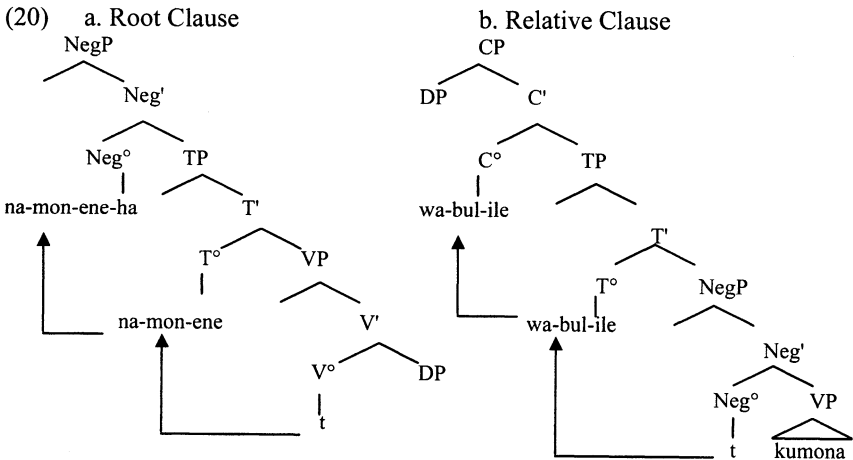 (20) a. Root Clause b. Relative Clause
NegP CP
Neg' DP C'
Neg° TP C° TP
na-mon-ene-ha T' wa-bul-ile
T° VP T'
T° NegP
na-mon-ene V' wa-bul-ile
V° DP Neg'
Neg° VP
t t kumona